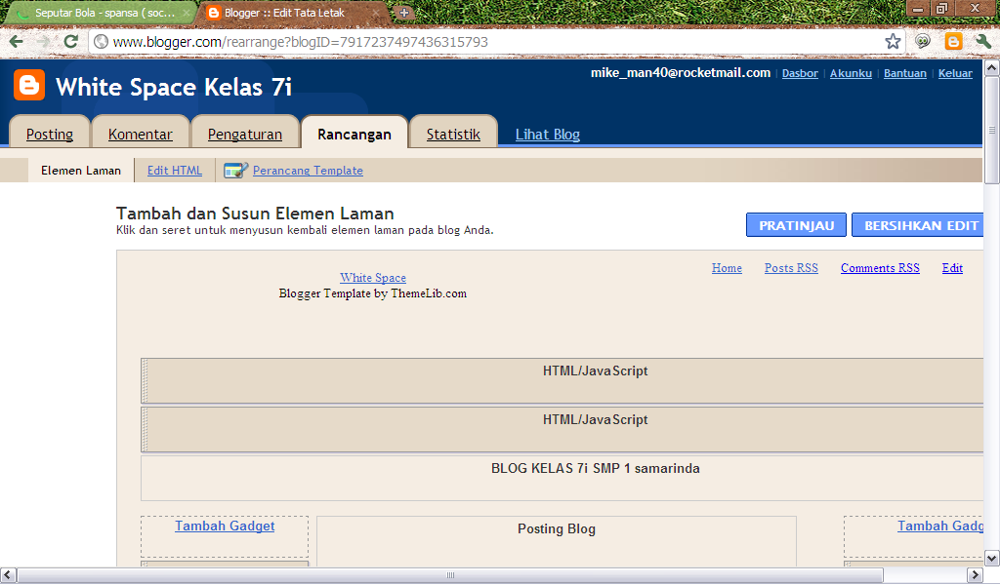 Seputar Bola - spansa ( soc...
Blogger :: Edit Tata Letak
www.blogger.com/rearrange?blogID=7917237497436315793
White Space Kelas 7i
mike_man40@rocketmail.com | Dasbor | Akunku | Bantuan | Keluar
Posting Komentar Pengaturan Rancangan Statistik Lihat Blog
Elemen Laman Edit HTML Perancang Template
Tambah dan Susun Elemen Laman
Klik dan seret untuk menyusun kembali elemen laman pada blog Anda.
PRATINJAU BERSIHKAN EDIT
Home Posts RSS Comments RSS Edit
White Space
Blogger Template by ThemeLib.com
HTML/JavaScript
HTML/JavaScript
BLOG KELAS 7i SMP 1 samarinda
Tambah Gadget Posting Blog Tambah Gadg